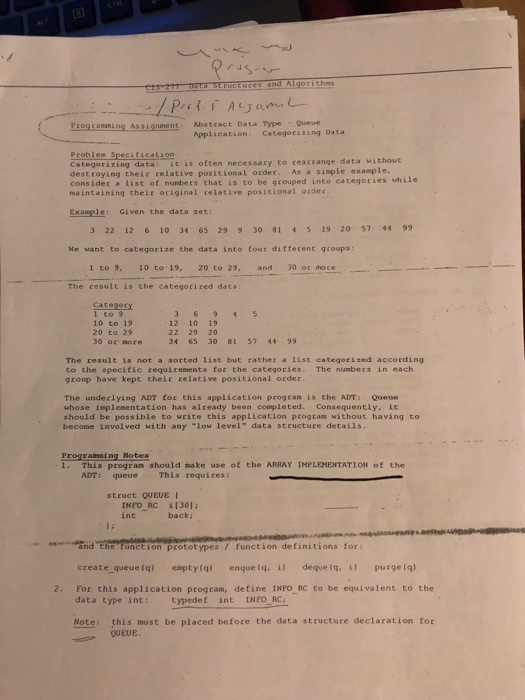 ALT
CTRL
Program
CIS-277 Data Structures and Algorithms
Prof. F Algamil
Programming Assignment: Abstract Data Type - Queue
Application: Categorizing Data
Problem Specification
Categorizing data: it is often necessary to rearrange data without
destroying their relative positional order. As a simple example,
consider a list of numbers that is to be grouped into categories while
maintaining their original relative positional order.
Example: Given the data set:
3 22 12 6 10 34 65 29 9 30 81 4 5 19 20 57 44 99
We want to categorize the data into four different groups:
1 to 9, 10 to 19, 20 to 29, and 30 or more
The result is the categorized data:
Category
1 to 9 3 6 9 4 5
10 to 19 12 10 19
20 to 29 22 29 20
30 or more 34 65 30 81 57 44 99
The result is not a sorted list but rather a list categorized according
to the specific requirements for the categories. The numbers in each
group have kept their relative positional order.
The underlying ADT for this application program is the ADT: Queue
whose implementation has already been completed. Consequently, it
should be possible to write this application program without having to
become involved with any "low level" data structure details.
Programming Notes
1. This program should make use of the ARRAY IMPLEMENTATION of the
ADT: queue This requires:
struct QUEUE {
INFO_RC i[30];
int back;
};
and the function prototypes / function definitions for:
create_queue(q) empty(q) enque(q, i) deque(q, i) purge(q)
2. For this application program, define INFO_RC to be equivalent to the
data type int: typedef int INFO_RC;
Note: this must be placed before the data structure declaration for
QUEUE.